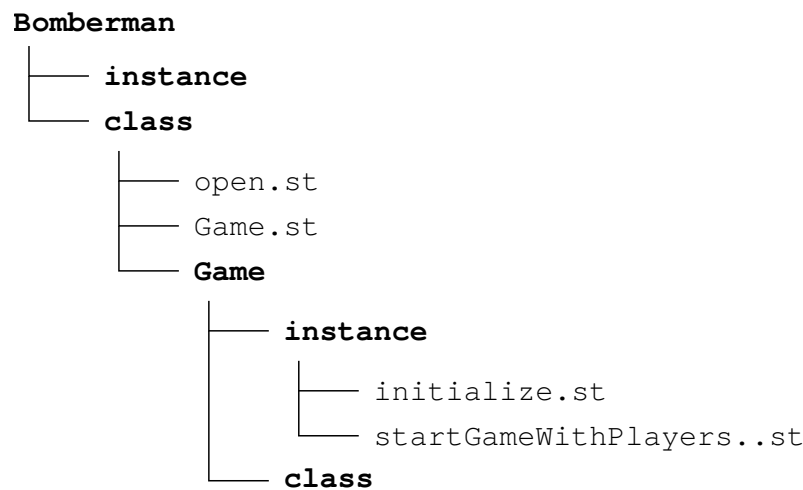 Bomberman
instance
class
open.st
Game.st
Game
instance
initialize.st
startGameWithPlayers..st
class